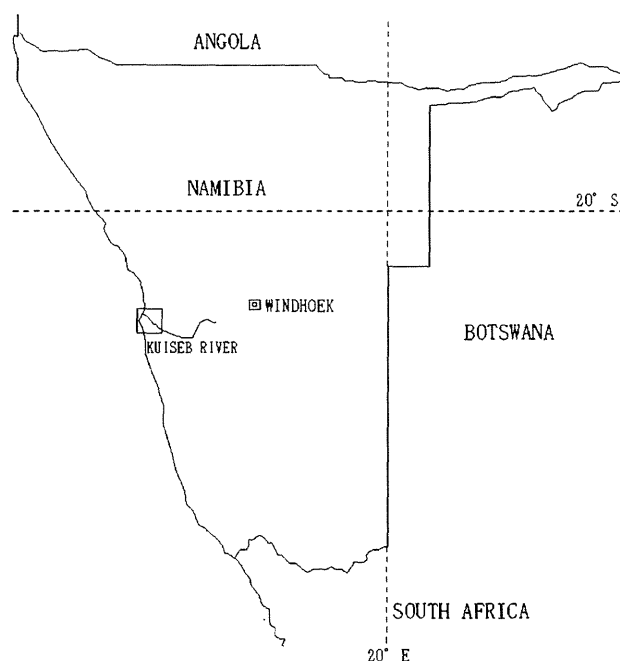 ANGOLA
NAMIBIA
20° S
WINDHOEK
KUISEB RIVER
BOTSWANA
SOUTH AFRICA
20° E